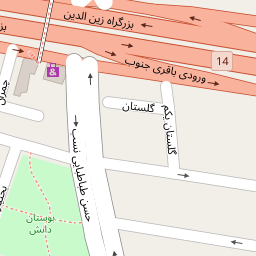 بزرگراه زین الدین
14
ورودی باقری جنوب
گلستان
گلستان یکم
حسن طباطبایی نسب
بوستان
دانش